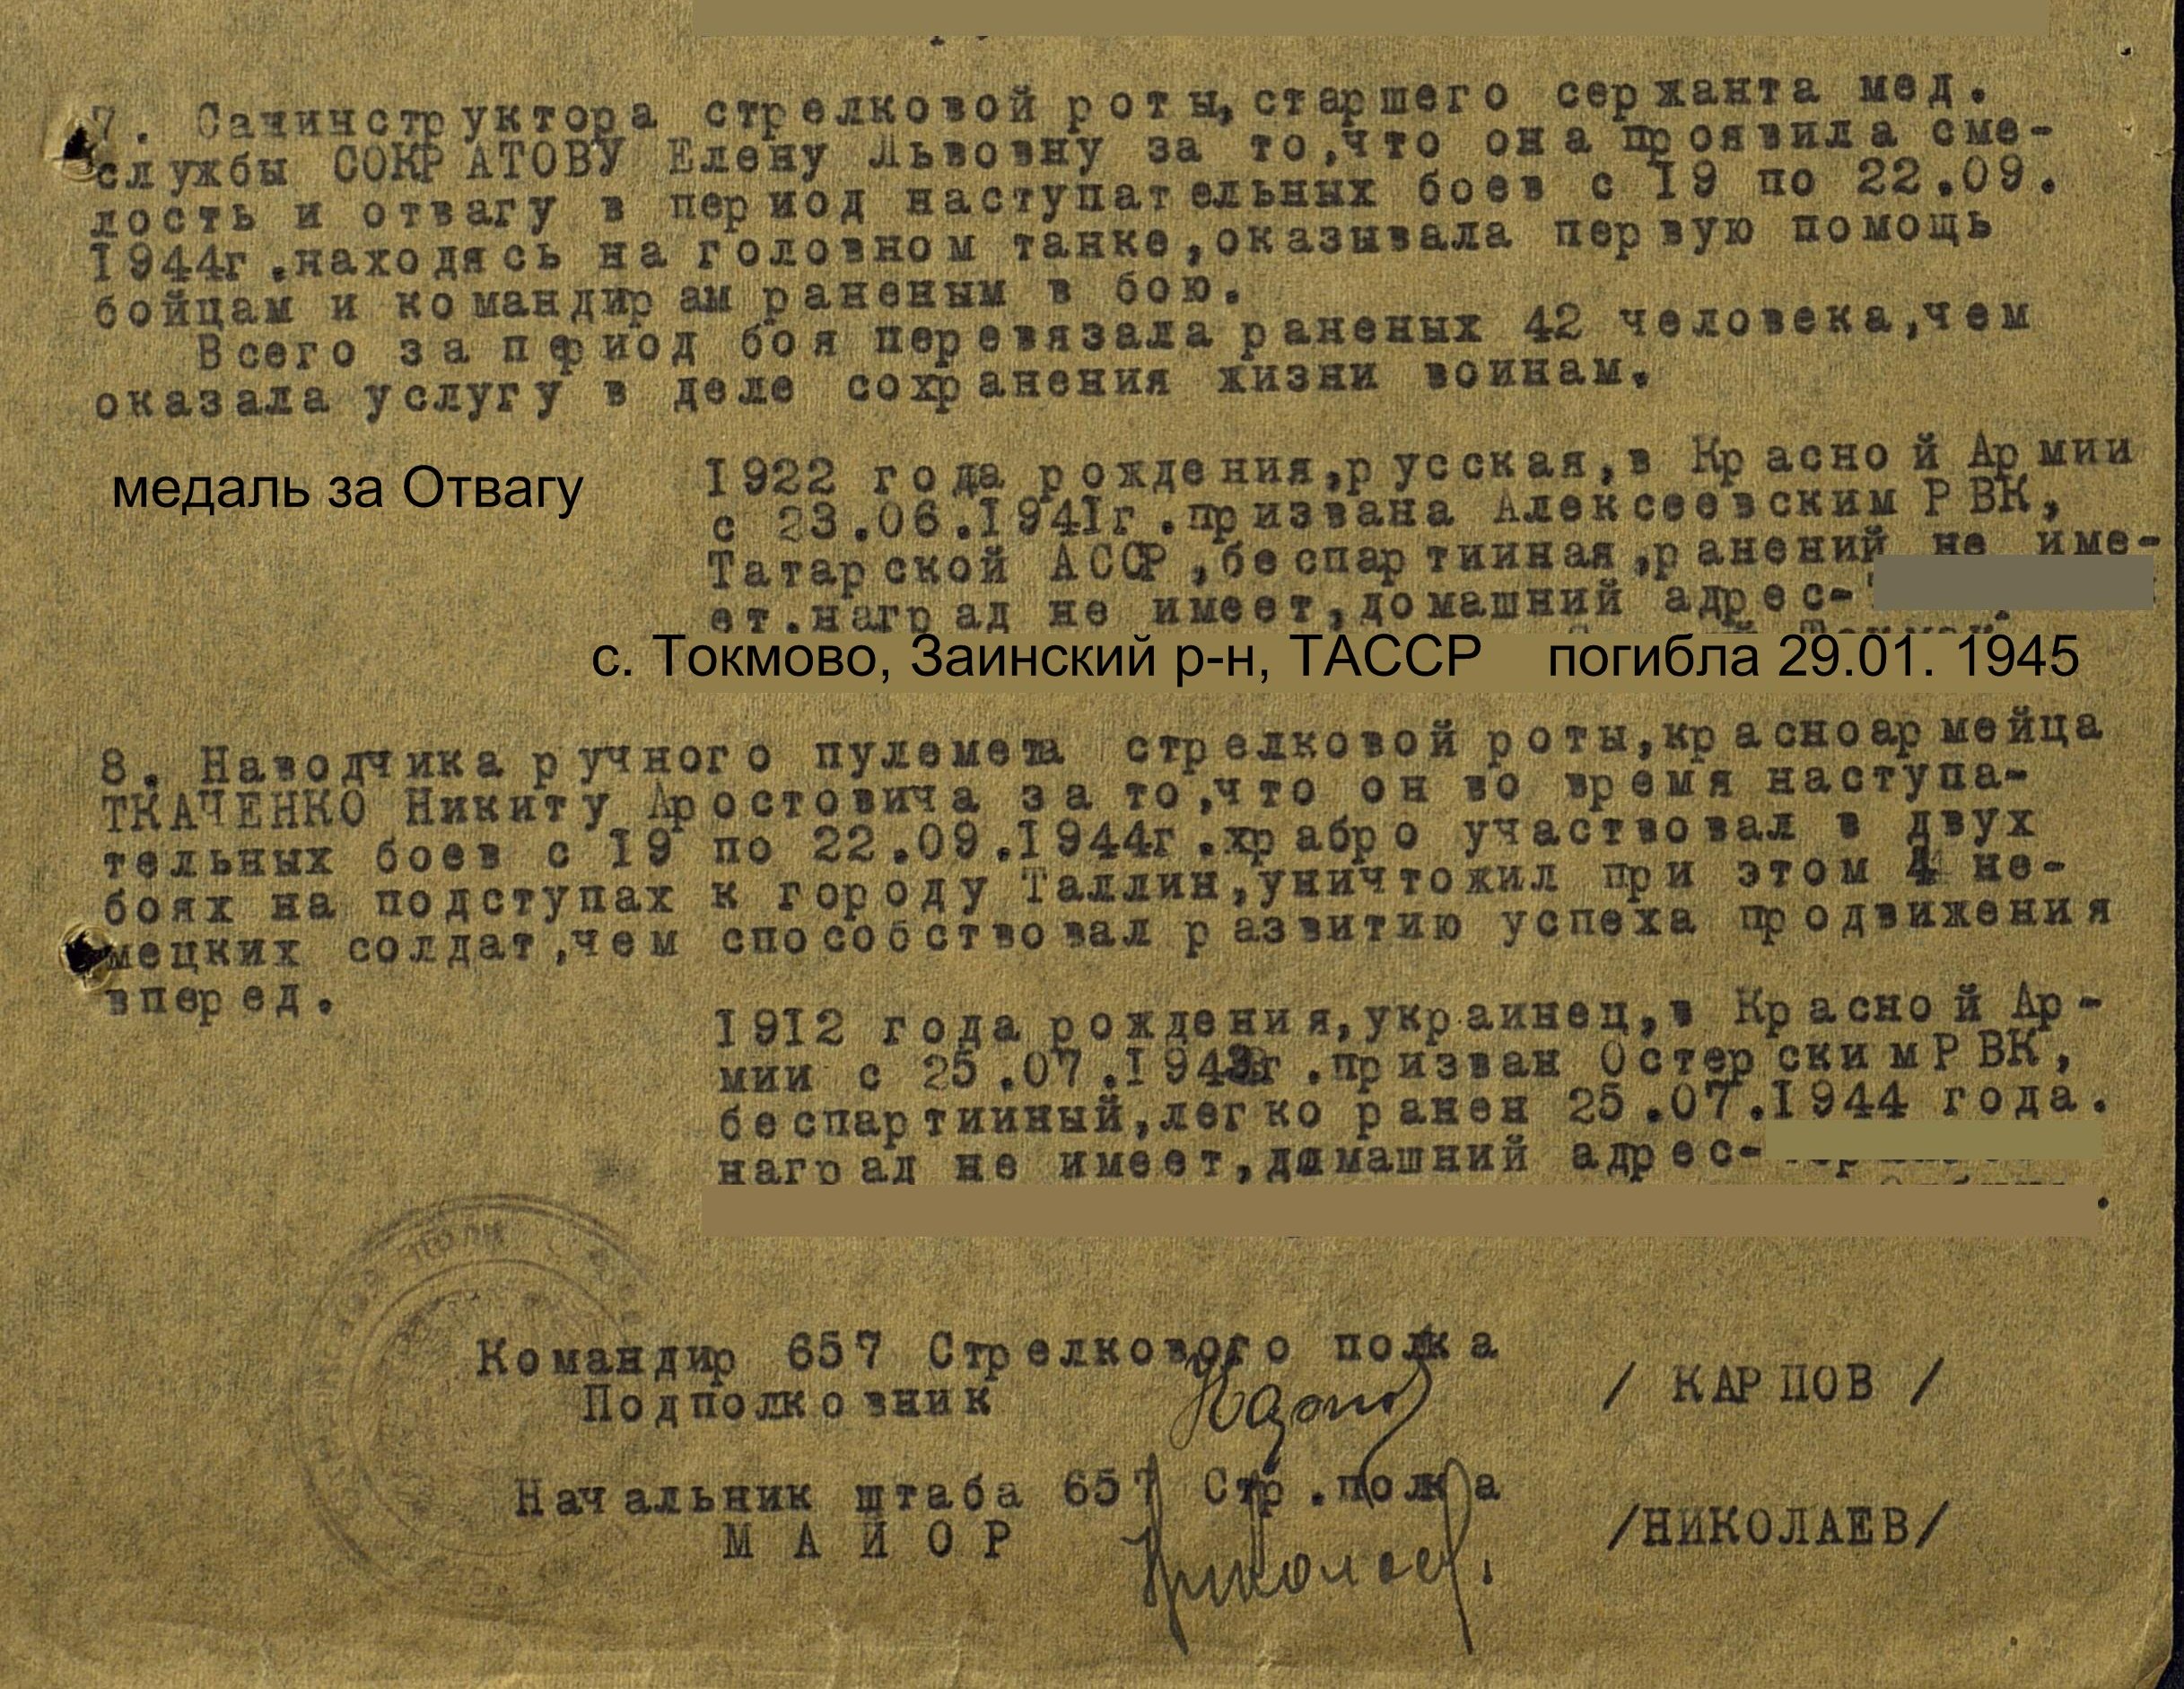 7. Санинструктора стрелковой роты, старшего сержанта мед.
службы СОКРАТОВУ Елену Львовну за то,что она проявила сме-
лость и отвагу в период наступательных боев с 19 по 22.09.
1944г.находясь на головном танке,оказывала первую помощь
бойцам и командирам раненым в бою.
Всего за период боя перевязала раненых 42 человека,чем
оказала услугу в деле сохранения жизни воинам.
медаль за Отвагу
1922 года рождения,русская,в Красной Армии
с 23.06.1941г.призвана Алексеевским РВК,
Татарской АССР,беспартииная,ранений не име-
ет.наград не имеет,домашний адрес-
с. Токмово, Заинский р-н, ТАССР погибла 29.01. 1945
8. Наводчика ручного пулемета стрелковой роты,красноармейца
ТКАЧЕНКО Никиту Аростовича за то,что он во время наступа-
тельных боев с 19 по 22.09.1944г.храбро участвовал в двух
боях на подступах к городу Таллин,уничтожил при этом 4 не-
мецких солдат,чем способствовал развитию успеха продвижения
вперед.
1912 года рождения,украинец,в Красной Ар-
мии с 25.07.1943г.призван Остерским РВК,
беспартииный,легко ранен 25.07.1944 года.
наград не имеет,домашний адрес-
полк
Командир 657 Стрелкового полка
Подполковник / КАРПОВ /
Начальник штаба 657 Стр.полка
МАЙОР /НИКОЛАЕВ/